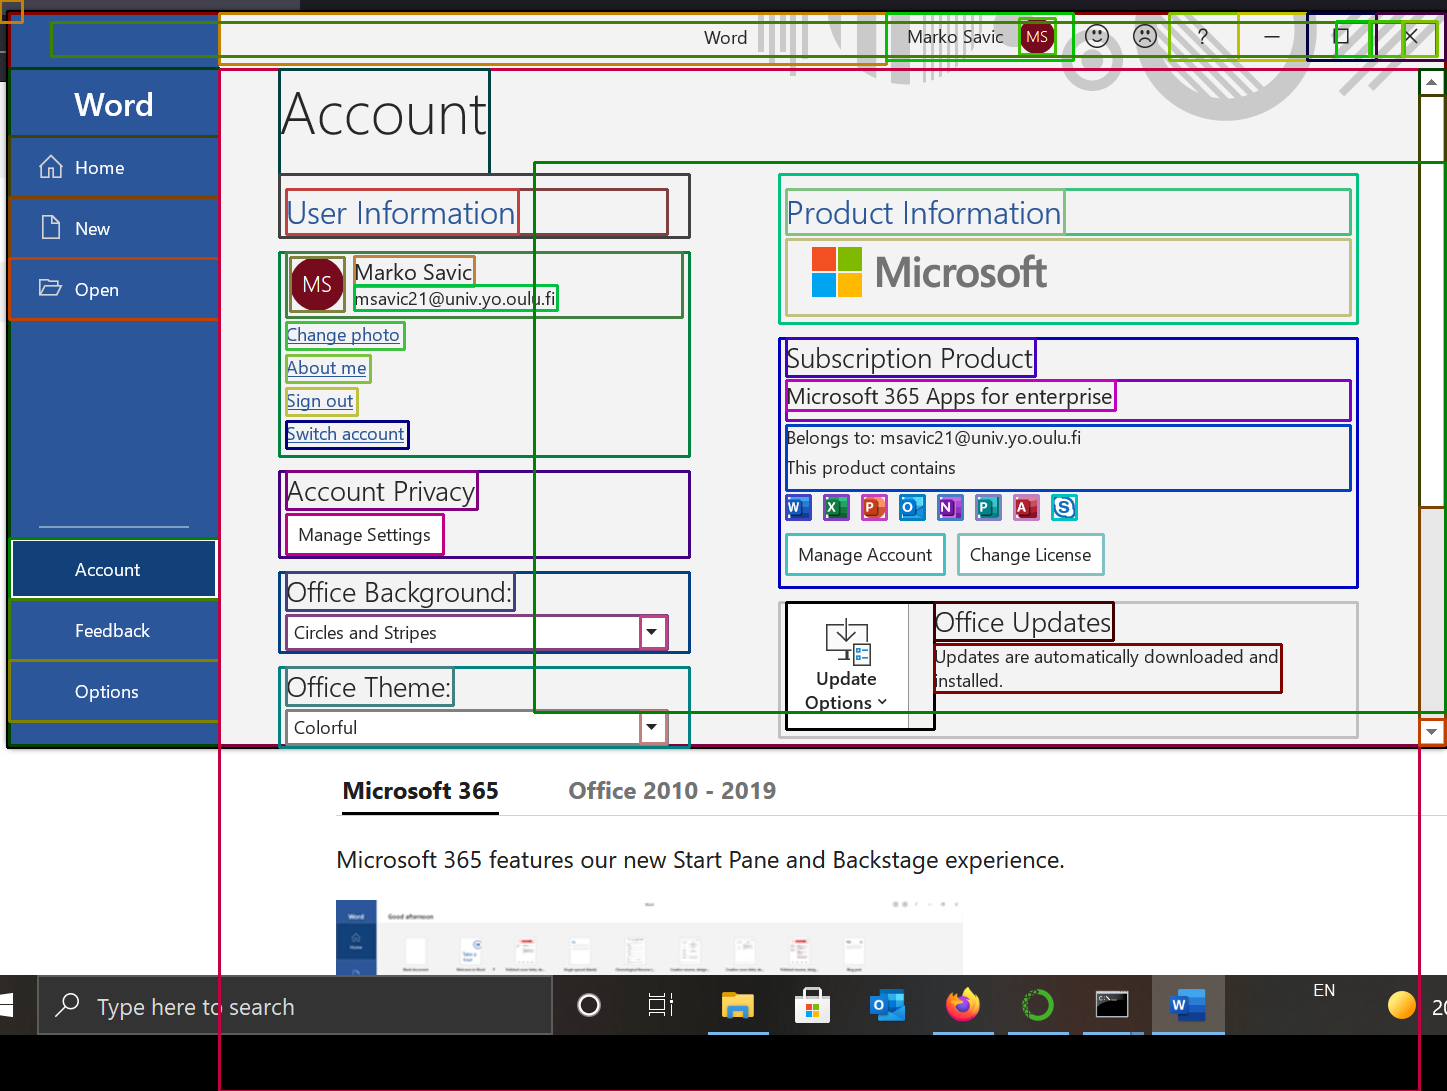 Word
Marko Savic
MS
?
Word
Home
New
Open
Account
Feedback
Options
Account
User Information
MS
Marko Savic
msavic21@univ.yo.oulu.fi
Change photo
About me
Sign out
Switch account
Account Privacy
Manage Settings
Office Background:
Circles and Stripes
Office Theme:
Colorful
Product Information
Microsoft
Subscription Product
Microsoft 365 Apps for enterprise
Belongs to: msavic21@univ.yo.oulu.fi
This product contains
W X P O N P A S
Manage Account
Change License
Update
Options
Office Updates
Updates are automatically downloaded and
installed.
Microsoft 365
Office 2010 - 2019
Microsoft 365 features our new Start Pane and Backstage experience.
Word
Good afternoon
Home
Type here to search
EN